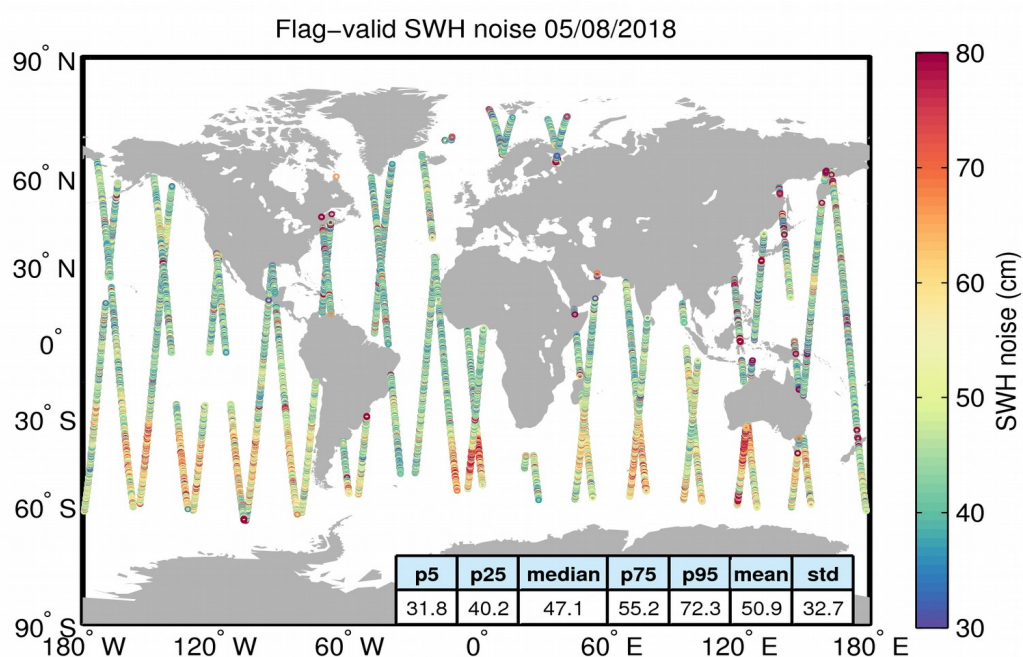 Flag−valid SWH noise 05/08/2018
90° N
60° N
30° N
0°
30° S
60° S
90° S
180° W
120° W
60° W
0°
60° E
120° E
180° E
p5 p25 median p75 p95 mean std
31.8 40.2 47.1 55.2 72.3 50.9 32.7
80
70
60
50
40
30
SWH noise (cm)